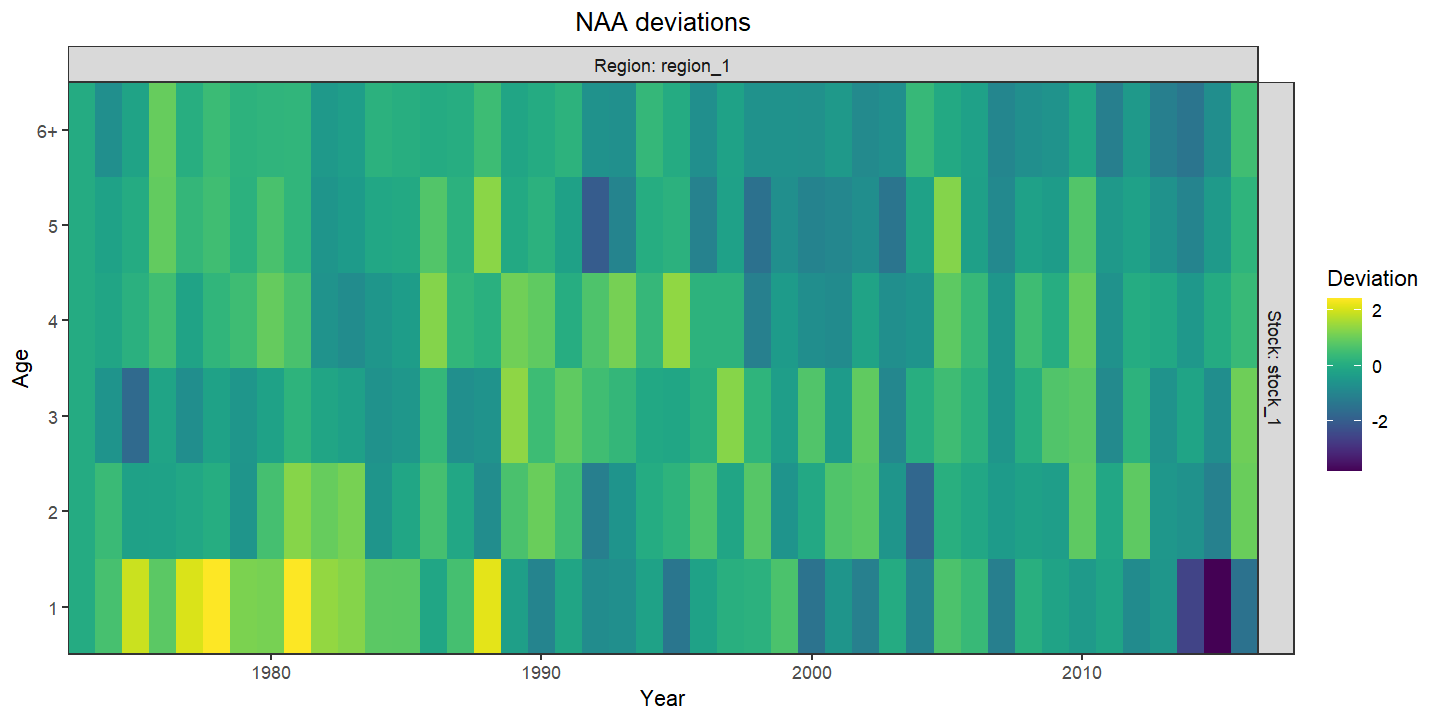 NAA deviations
Region: region_1
Stock: stock_1
Age
6+
5
4
3
2
1
1980
1990
2000
2010
Year
Deviation
2
0
-2